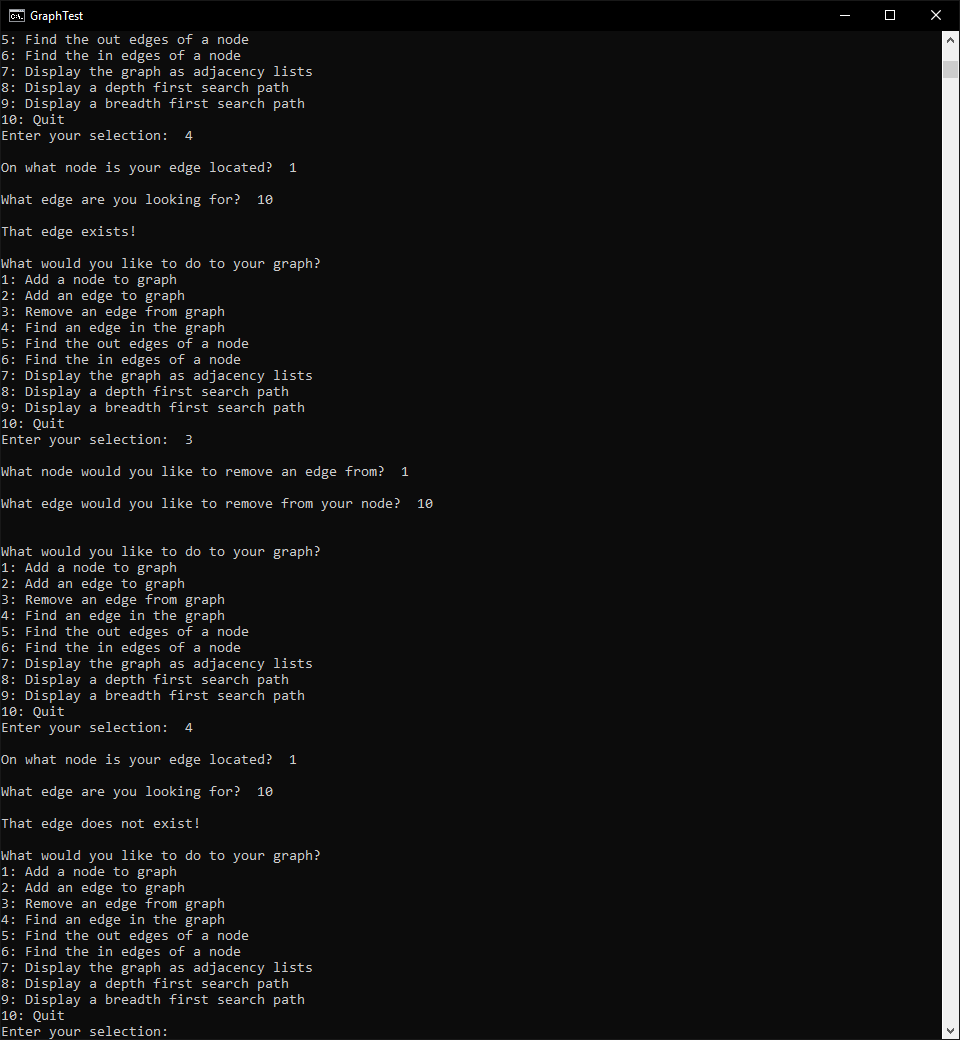 GraphTest
5: Find the out edges of a node
6: Find the in edges of a node
7: Display the graph as adjacency lists
8: Display a depth first search path
9: Display a breadth first search path
10: Quit
Enter your selection:  4
On what node is your edge located?  1
What edge are you looking for?  10
That edge exists!
What would you like to do to your graph?
1: Add a node to graph
2: Add an edge to graph
3: Remove an edge from graph
4: Find an edge in the graph
5: Find the out edges of a node
6: Find the in edges of a node
7: Display the graph as adjacency lists
8: Display a depth first search path
9: Display a breadth first search path
10: Quit
Enter your selection:  3
What node would you like to remove an edge from?  1
What edge would you like to remove from your node?  10
What would you like to do to your graph?
1: Add a node to graph
2: Add an edge to graph
3: Remove an edge from graph
4: Find an edge in the graph
5: Find the out edges of a node
6: Find the in edges of a node
7: Display the graph as adjacency lists
8: Display a depth first search path
9: Display a breadth first search path
10: Quit
Enter your selection:  4
On what node is your edge located?  1
What edge are you looking for?  10
That edge does not exist!
What would you like to do to your graph?
1: Add a node to graph
2: Add an edge to graph
3: Remove an edge from graph
4: Find an edge in the graph
5: Find the out edges of a node
6: Find the in edges of a node
7: Display the graph as adjacency lists
8: Display a depth first search path
9: Display a breadth first search path
10: Quit
Enter your selection: